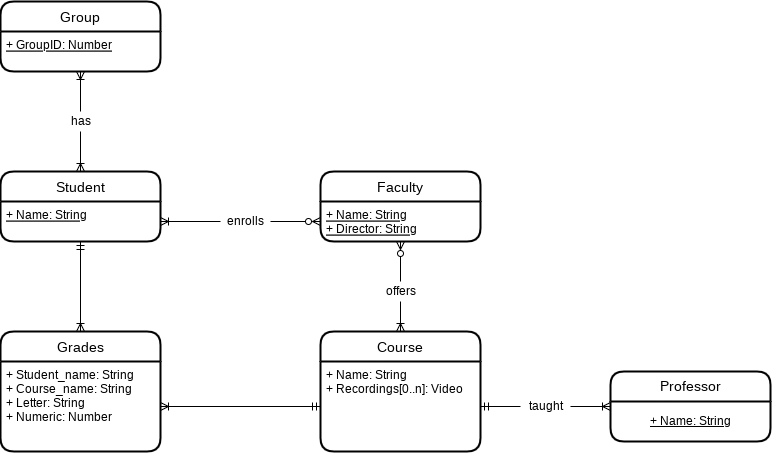 Group
+ GroupID: Number
has
Student
+ Name: String
enrolls
Faculty
+ Name: String
+ Director: String
offers
Grades
+ Student_name: String
+ Course_name: String
+ Letter: String
+ Numeric: Number
Course
+ Name: String
+ Recordings[0..n]: Video
taught
Professor
+ Name: String